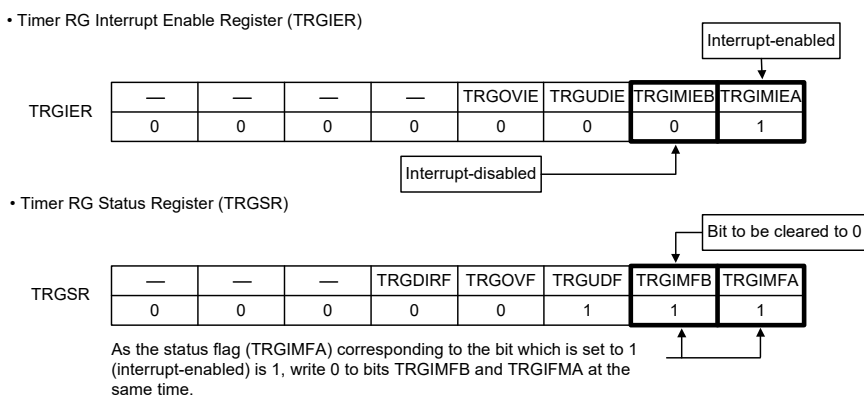 • Timer RG Interrupt Enable Register (TRGIER)
Interrupt-enabled
TRGIER
— — — — TRGOVIE TRGUDIE TRGIMIEB TRGIMIEA
0 0 0 0 0 0 0 1
Interrupt-disabled
• Timer RG Status Register (TRGSR)
Bit to be cleared to 0
TRGSR
— — — TRGDIRF TRGOVF TRGUDF TRGIMFB TRGIMFA
0 0 0 0 0 1 1 1
As the status flag (TRGIMFA) corresponding to the bit which is set to 1
(interrupt-enabled) is 1, write 0 to bits TRGIMFB and TRGIFMA at the
same time.